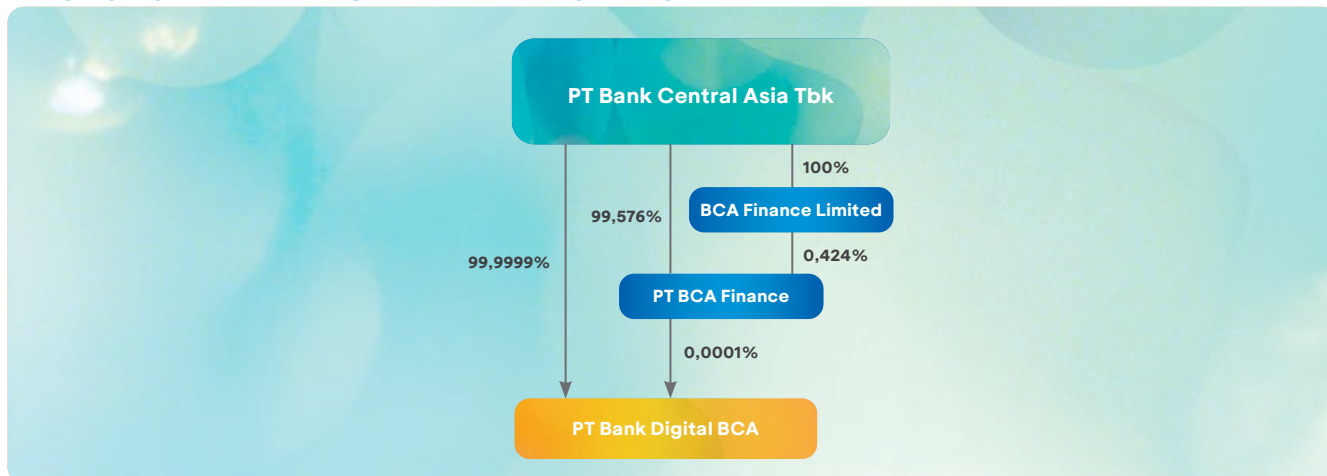 PT Bank Central Asia Tbk
100%
BCA Finance Limited
99,576%
0,424%
99,9999%
PT BCA Finance
0,0001%
PT Bank Digital BCA